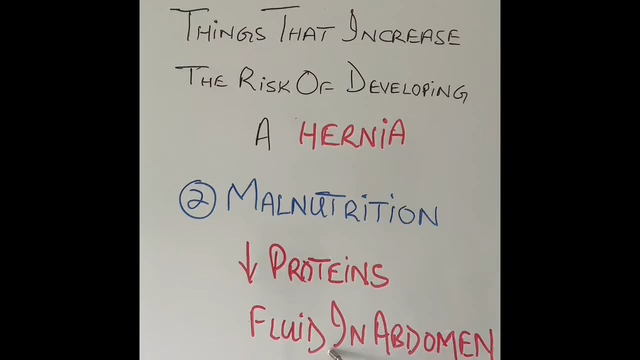 THINGS THAT INCREASE
THE RISK OF DEVELOPING
A HERNIA
② MALNUTRITION
↓ PROTEINS
FLUID IN ABDOMEN